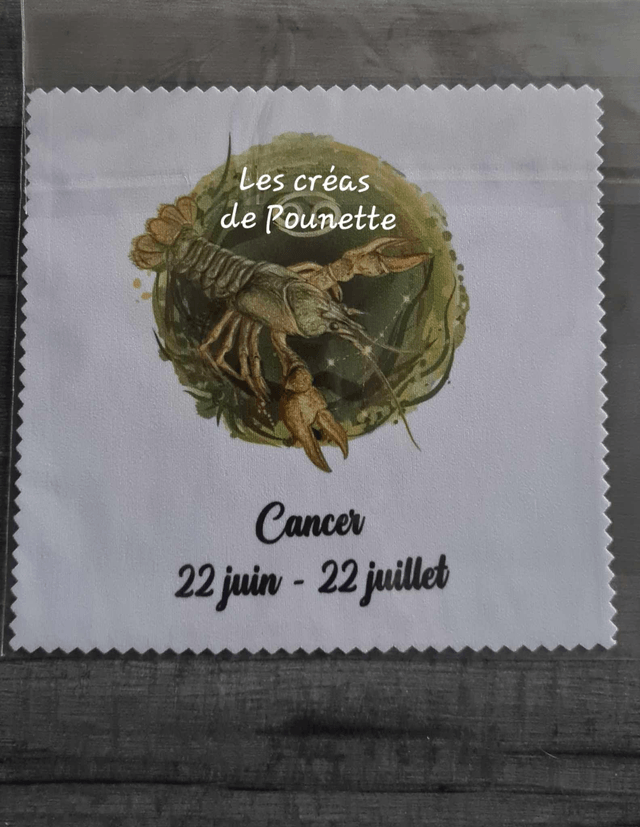 Les créas
de Pounette
Cancer
22 juin - 22 juillet